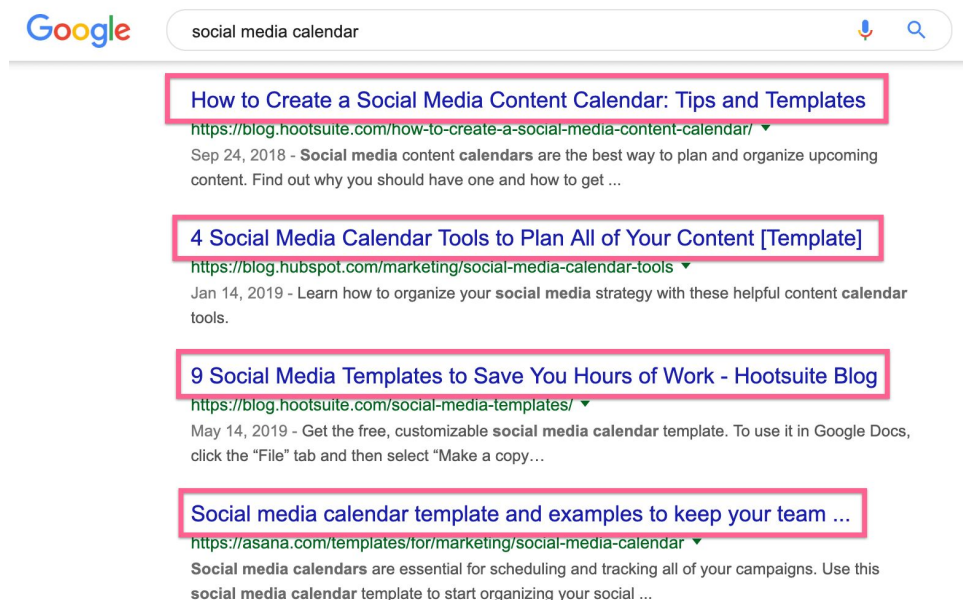 Google
social media calendar
How to Create a Social Media Content Calendar: Tips and Templates
https://blog.hootsuite.com/how-to-create-a-social-media-content-calendar/
Sep 24, 2018 - Social media content calendars are the best way to plan and organize upcoming
content. Find out why you should have one and how to get ...
4 Social Media Calendar Tools to Plan All of Your Content [Template]
https://blog.hubspot.com/marketing/social-media-calendar-tools
Jan 14, 2019 - Learn how to organize your social media strategy with these helpful content calendar
tools.
9 Social Media Templates to Save You Hours of Work - Hootsuite Blog
https://blog.hootsuite.com/social-media-templates/
May 14, 2019 - Get the free, customizable social media calendar template. To use it in Google Docs,
click the “File” tab and then select “Make a copy…
Social media calendar template and examples to keep your team ...
https://asana.com/templates/for/marketing/social-media-calendar
Social media calendars are essential for scheduling and tracking all of your campaigns. Use this
social media calendar template to start organizing your social ...